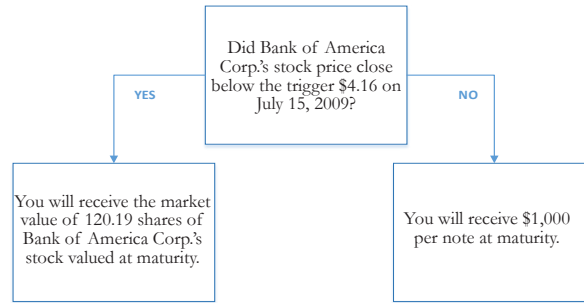 Did Bank of America
Corp.'s stock price close
below the trigger $4.16 on
July 15, 2009?
YES
NO
You will receive the market
value of 120.19 shares of
Bank of America Corp.'s
stock valued at maturity.
You will receive $1,000
per note at maturity.